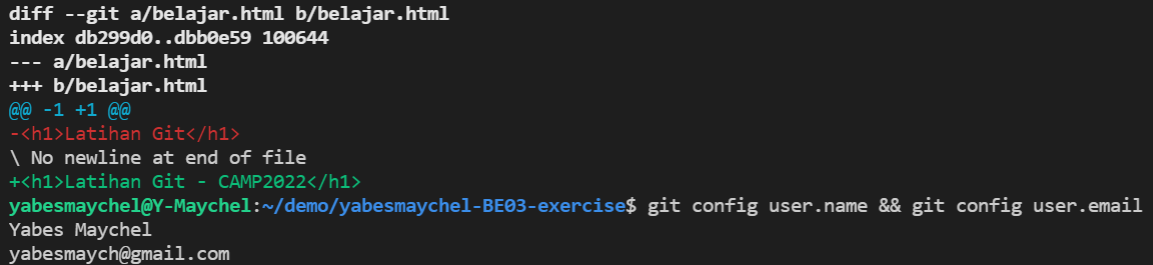 diff --git a/belajar.html b/belajar.html
index db299d0..dbb0e59 100644
--- a/belajar.html
+++ b/belajar.html
@@ -1 +1 @@
-<h1>Latihan Git</h1>
\ No newline at end of file
+<h1>Latihan Git - CAMP2022</h1>
yabesmaychel@Y-Maychel:~/demo/yabesmaychel-BE03-exercise$ git config user.name && git config user.email
Yabes Maychel
yabesmaych@gmail.com